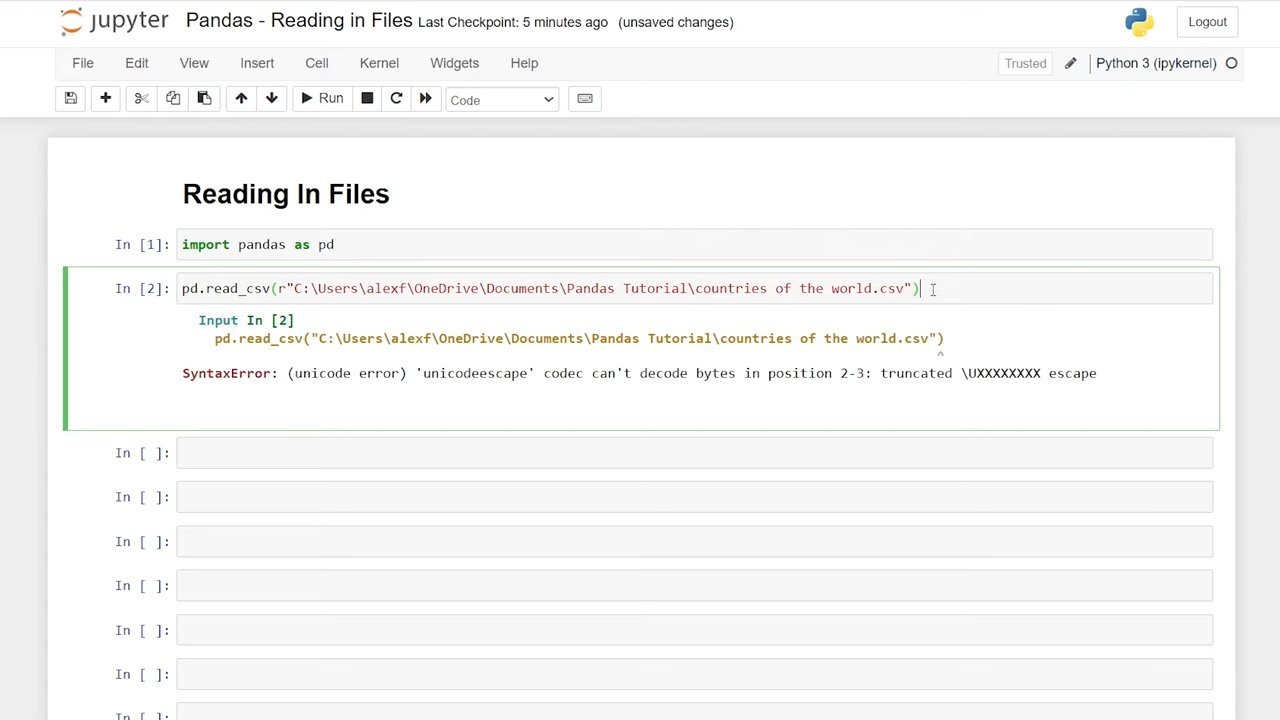 jupyter Pandas - Reading in Files Last Checkpoint: 5 minutes ago (unsaved changes) Logout
File Edit View Insert Cell Kernel Widgets Help Trusted Python 3 (ipykernel)
Run Code
Reading In Files
In [1]: import pandas as pd
In [2]: pd.read_csv(r"C:\Users\alexf\OneDrive\Documents\Pandas Tutorial\countries of the world.csv")
Input In [2]
pd.read_csv("C:\Users\alexf\OneDrive\Documents\Pandas Tutorial\countries of the world.csv")
^
SyntaxError: (unicode error) 'unicodeescape' codec can't decode bytes in position 2-3: truncated \UXXXXXXXX escape
In [ ]:
In [ ]:
In [ ]:
In [ ]:
In [ ]:
In [ ]:
In [ ]: